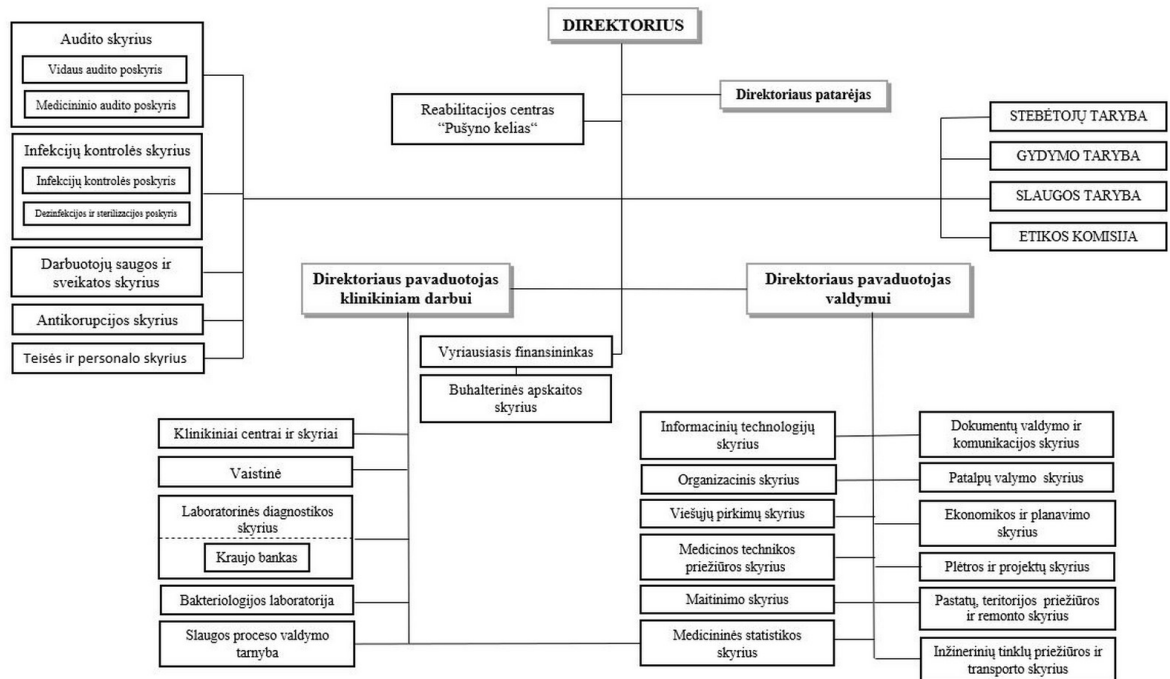 DIREKTORIUS
Audito skyrius
Vidaus audito poskyris
Medicininio audito poskyris
Direktoriaus patarėjas
Reabilitacijos centras
“Pušyno kelias“
STEBĖTOJŲ TARYBA
GYDYMO TARYBA
SLAUGOS TARYBA
ETIKOS KOMISIJA
Infekcijų kontrolės skyrius
Infekcijų kontrolės poskyris
Dezinfekcijos ir sterilizacijos poskyris
Darbuotojų saugos ir
sveikatos skyrius
Antikorupcijos skyrius
Teisės ir personalo skyrius
Direktoriaus pavaduotojas
klinikiniam darbui
Direktoriaus pavaduotojas
valdymui
Vyriausiasis finansininkas
Buhalterinės apskaitos
skyrius
Klinikiniai centrai ir skyriai
Vaistinė
Laboratorinės diagnostikos
skyrius
Kraujo bankas
Bakteriologijos laboratorija
Slaugos proceso valdymo
tarnyba
Informacinių technologijų
skyrius
Organizacinis skyrius
Viešųjų pirkimų skyrius
Medicinos technikos
priežiūros skyrius
Maitinimo skyrius
Medicininės statistikos
skyrius
Dokumentų valdymo ir
komunikacijos skyrius
Patalpų valymo skyrius
Ekonomikos ir planavimo
skyrius
Plėtros ir projektų skyrius
Pastatų, teritorijos priežiūros
ir remonto skyrius
Inžinerinių tinklų priežiūros ir
transporto skyrius